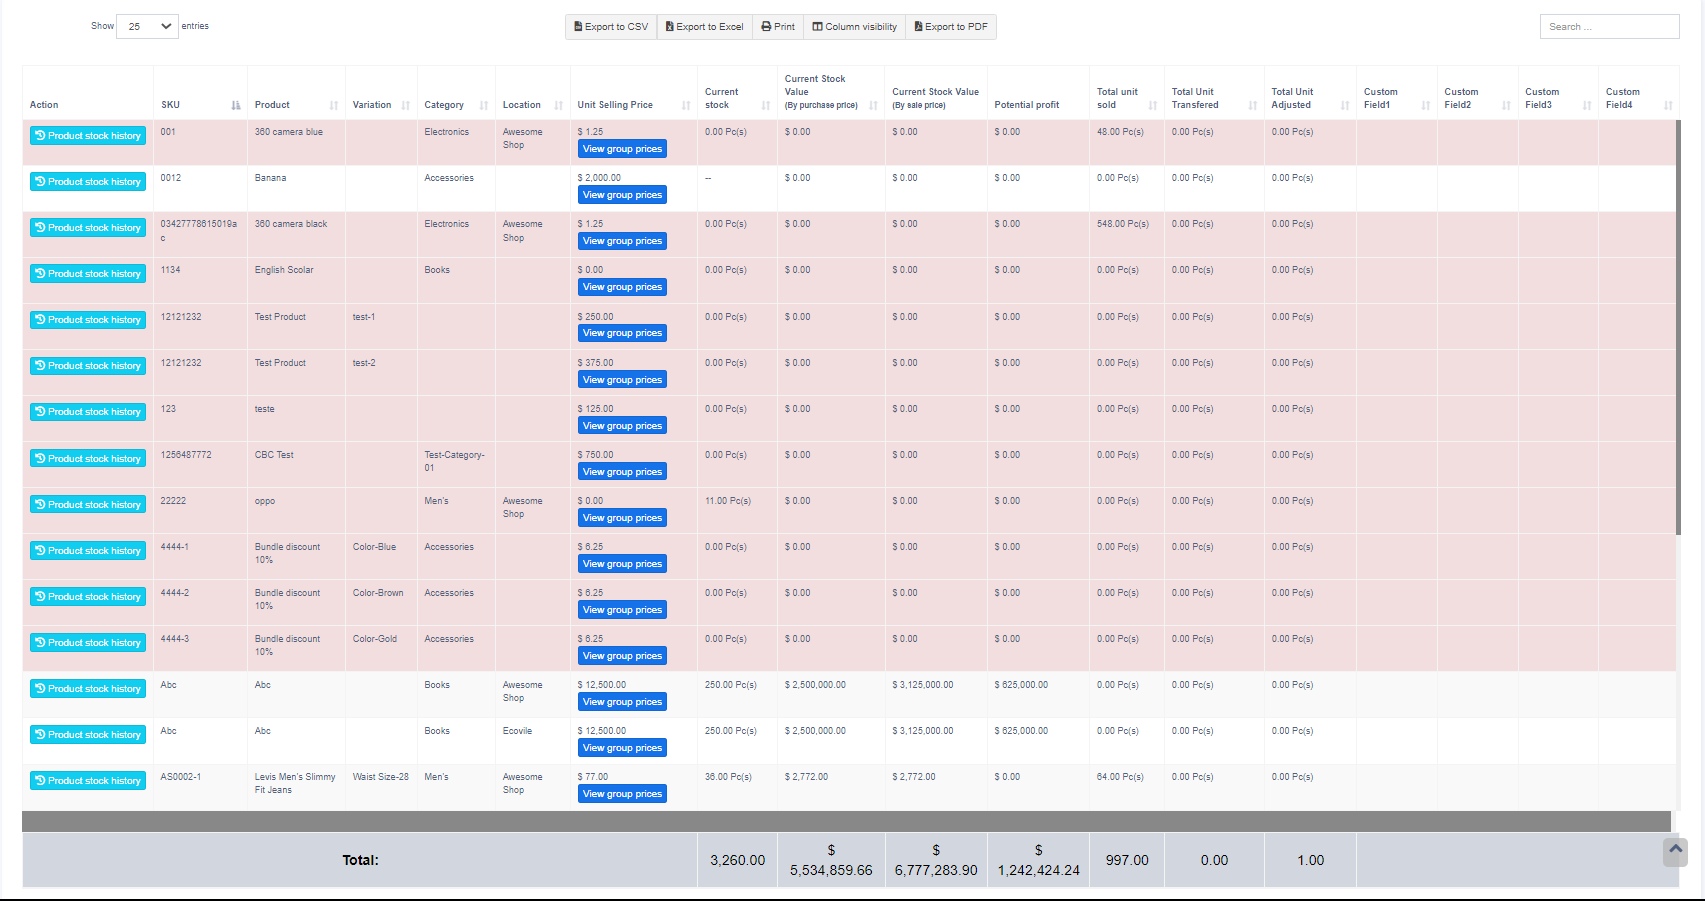 Show 25 entries
Export to CSV Export to Excel Print Column visibility Export to PDF
Search ...
Action SKU Product Variation Category Location Unit Selling Price Current stock Current Stock Value (By purchase price) Current Stock Value (By sale price) Potential profit Total unit sold Total Unit Transfered Total Unit Adjusted Custom Field1 Custom Field2 Custom Field3 Custom Field4
Product stock history 001 360 camera blue Electronics Awesome Shop $ 1.25 View group prices 0.00 Pc(s) $ 0.00 $ 0.00 $ 0.00 48.00 Pc(s) 0.00 Pc(s) 0.00 Pc(s)
Product stock history 0012 Banana Accessories $ 2,000.00 View group prices -- $ 0.00 $ 0.00 $ 0.00 0.00 Pc(s) 0.00 Pc(s) 0.00 Pc(s)
Product stock history 03427778615019ac 360 camera black Electronics Awesome Shop $ 1.25 View group prices 0.00 Pc(s) $ 0.00 $ 0.00 $ 0.00 548.00 Pc(s) 0.00 Pc(s) 0.00 Pc(s)
Product stock history 1134 English Scolar Books $ 0.00 View group prices 0.00 Pc(s) $ 0.00 $ 0.00 $ 0.00 0.00 Pc(s) 0.00 Pc(s) 0.00 Pc(s)
Product stock history 12121232 Test Product test-1 $ 250.00 View group prices 0.00 Pc(s) $ 0.00 $ 0.00 $ 0.00 0.00 Pc(s) 0.00 Pc(s) 0.00 Pc(s)
Product stock history 12121232 Test Product test-2 $ 375.00 View group prices 0.00 Pc(s) $ 0.00 $ 0.00 $ 0.00 0.00 Pc(s) 0.00 Pc(s) 0.00 Pc(s)
Product stock history 123 teste $ 125.00 View group prices 0.00 Pc(s) $ 0.00 $ 0.00 $ 0.00 0.00 Pc(s) 0.00 Pc(s) 0.00 Pc(s)
Product stock history 1256487772 CBC Test Test-Category-01 $ 750.00 View group prices 0.00 Pc(s) $ 0.00 $ 0.00 $ 0.00 0.00 Pc(s) 0.00 Pc(s) 0.00 Pc(s)
Product stock history 22222 oppo Men's Awesome Shop $ 0.00 View group prices 11.00 Pc(s) $ 0.00 $ 0.00 $ 0.00 0.00 Pc(s) 0.00 Pc(s) 0.00 Pc(s)
Product stock history 4444-1 Bundle discount 10% Color-Blue Accessories $ 6.25 View group prices 0.00 Pc(s) $ 0.00 $ 0.00 $ 0.00 0.00 Pc(s) 0.00 Pc(s) 0.00 Pc(s)
Product stock history 4444-2 Bundle discount 10% Color-Brown Accessories $ 6.25 View group prices 0.00 Pc(s) $ 0.00 $ 0.00 $ 0.00 0.00 Pc(s) 0.00 Pc(s) 0.00 Pc(s)
Product stock history 4444-3 Bundle discount 10% Color-Gold Accessories $ 6.25 View group prices 0.00 Pc(s) $ 0.00 $ 0.00 $ 0.00 0.00 Pc(s) 0.00 Pc(s) 0.00 Pc(s)
Product stock history Abc Abc Books Awesome Shop $ 12,500.00 View group prices 250.00 Pc(s) $ 2,500,000.00 $ 3,125,000.00 $ 625,000.00 0.00 Pc(s) 0.00 Pc(s) 0.00 Pc(s)
Product stock history Abc Abc Books Ecovile $ 12,500.00 View group prices 250.00 Pc(s) $ 2,500,000.00 $ 3,125,000.00 $ 625,000.00 0.00 Pc(s) 0.00 Pc(s) 0.00 Pc(s)
Product stock history AS0002-1 Levis Men's Slimmy Fit Jeans Waist Size-28 Men's Awesome Shop $ 77.00 View group prices 36.00 Pc(s) $ 2,772.00 $ 2,772.00 $ 0.00 64.00 Pc(s) 0.00 Pc(s) 0.00 Pc(s)
Total: 3,260.00 $ 5,534,859.66 $ 6,777,283.90 $ 1,242,424.24 997.00 0.00 1.00